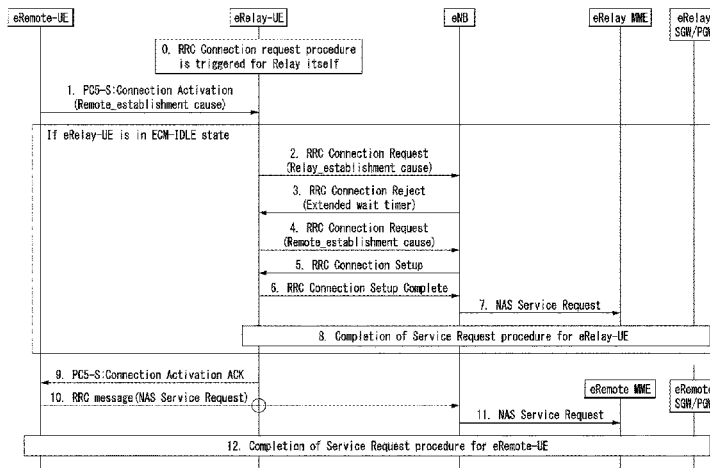 eRemote-UE
eRelay-UE
eNB
eRelay MME
eRelay
SGW/PGW
0. RRC Connection request procedure
is triggered for Relay itself
1. PC5-S:Connection Activation
(Remote_establishment cause)
If eRelay-UE is in ECM-IDLE state
2. RRC Connection Request
(Relay_establishment cause)
3. RRC Connection Reject
(Extended wait timer)
4. RRC Connection Request
(Remote_establishment cause)
5. RRC Connection Setup
6. RRC Connection Setup Complete
7. NAS Service Request
8. Completion of Service Request procedure for eRelay-UE
9. PC5-S:Connection Activation ACK
10. RRC message(NAS Service Request)
eRemote MME
eRemote
SGW/PGW
11. NAS Service Request
12. Completion of Service Request procedure for eRemote-UE